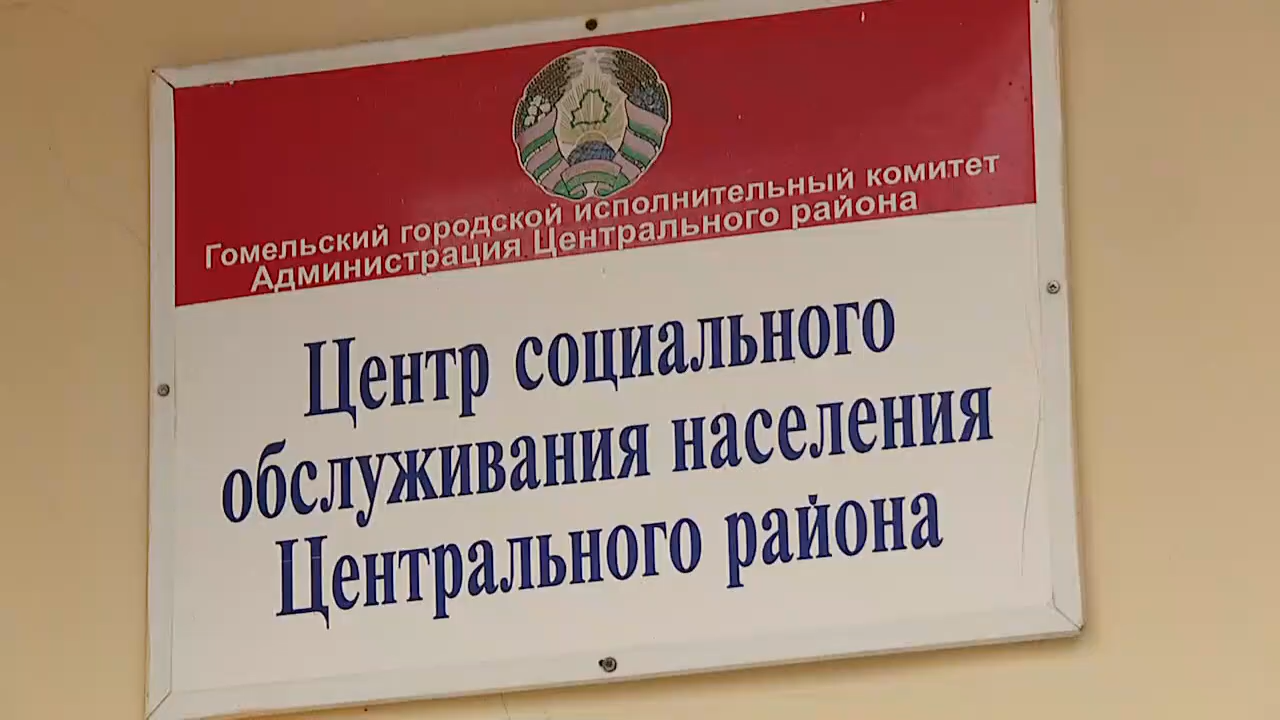 Гомельский городской исполнительный комитет
Администрация Центрального района
Центр социального
обслуживания населения
Центрального района